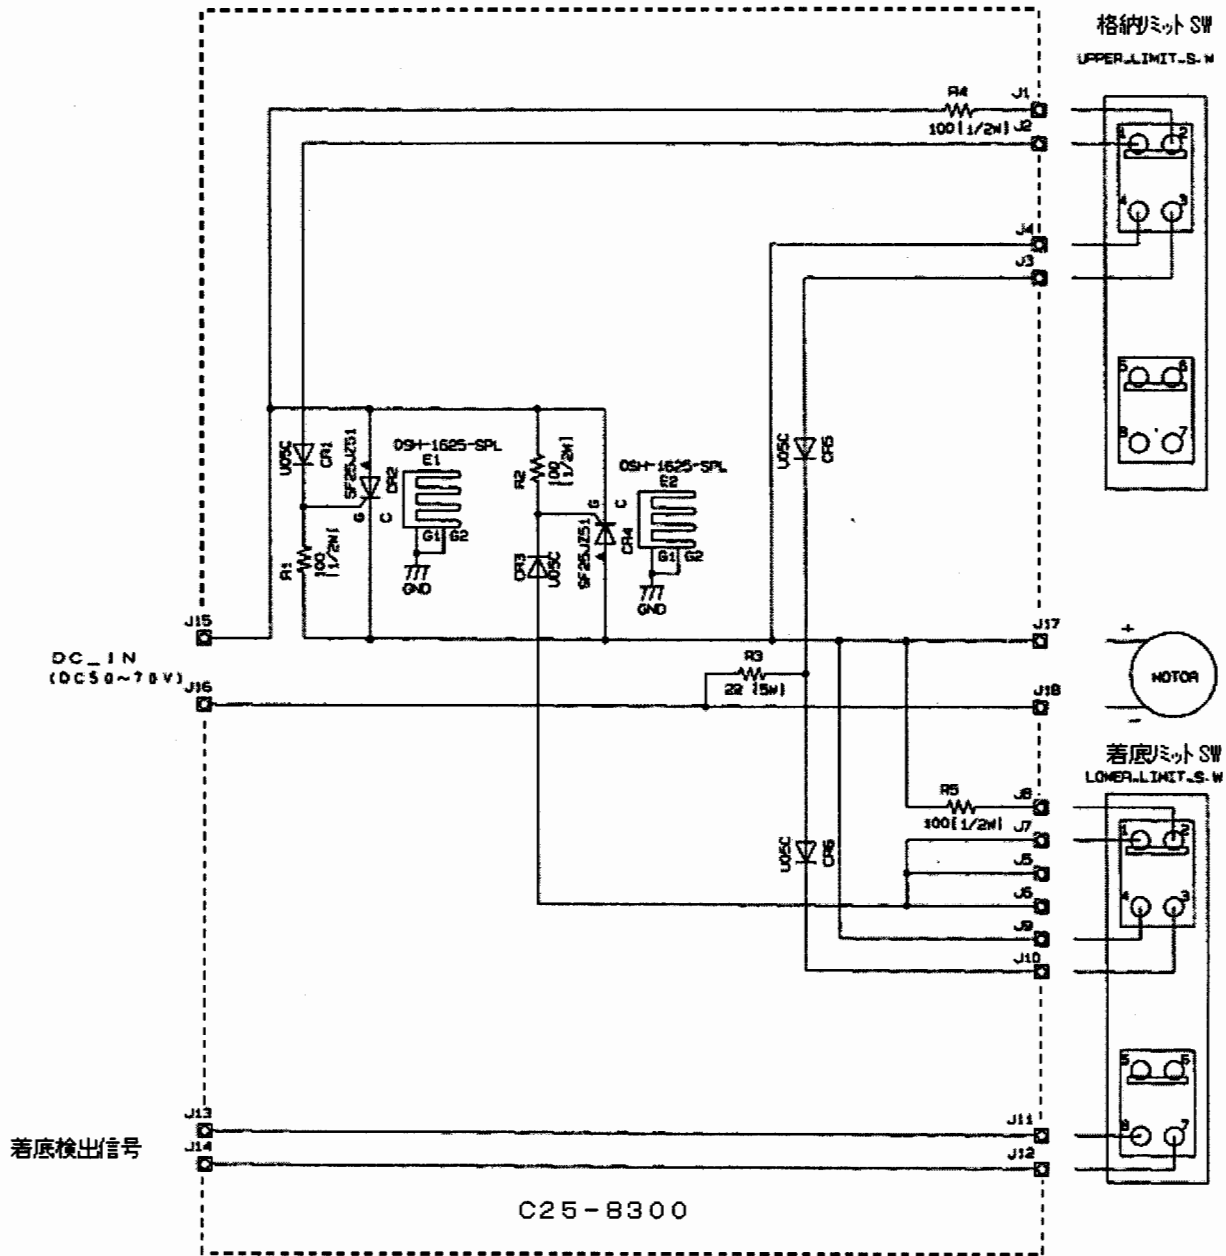 格納リミット SW
UPPER_LIMIT_S.W
R4
100[1/2W]
J1
J2
1
2
4
3
J4
J3
5
6
8
7
U05C
CR1
SF25JZ51
CR2
G
C
OSH-1625-SPL
E1
G1
G2
GND
R1
100
[1/2W]
R2
100
[1/2W]
CR3
U05C
SF25JZ51
CR4
G
C
OSH-1625-SPL
E2
G1
G2
GND
U05C
CR5
J15
DC_IN
(DC50~70V)
J16
R3
22 [5W]
J17
J18
+
MOTOR
-
着底リミット SW
LOWER_LIMIT_S.W
R5
100[1/2W]
U05C
CR6
J8
J7
J5
J6
J9
J10
1
2
4
3
5
6
8
7
J13
着底検出信号
J14
J11
J12
C25-8300